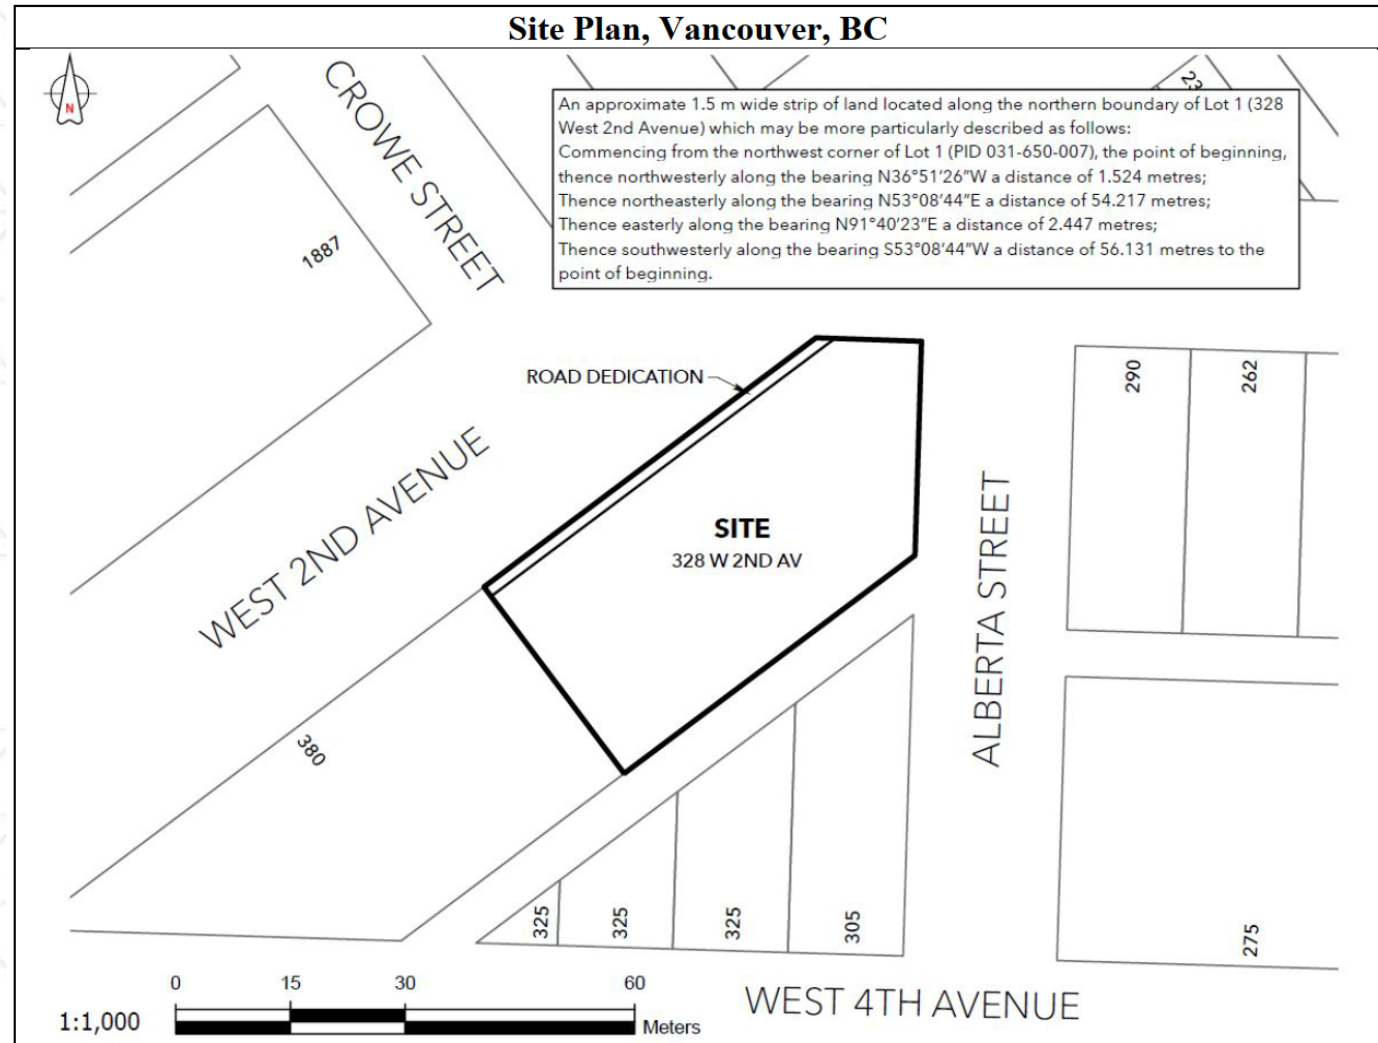 Site Plan, Vancouver, BC
N
CROWE STREET
An approximate 1.5 m wide strip of land located along the northern boundary of Lot 1 (328
West 2nd Avenue) which may be more particularly described as follows:
Commencing from the northwest corner of Lot 1 (PID 031-650-007), the point of beginning,
thence northwesterly along the bearing N36°51'26"W a distance of 1.524 metres;
Thence northeasterly along the bearing N53°08'44"E a distance of 54.217 metres;
Thence easterly along the bearing N91°40'23"E a distance of 2.447 metres;
Thence southwesterly along the bearing S53°08'44"W a distance of 56.131 metres to the
point of beginning.
1887
ROAD DEDICATION
290
262
WEST 2ND AVENUE
SITE
328 W 2ND AV
ALBERTA STREET
380
325
325
325
305
275
0 15 30 60
1:1,000
Meters
WEST 4TH AVENUE